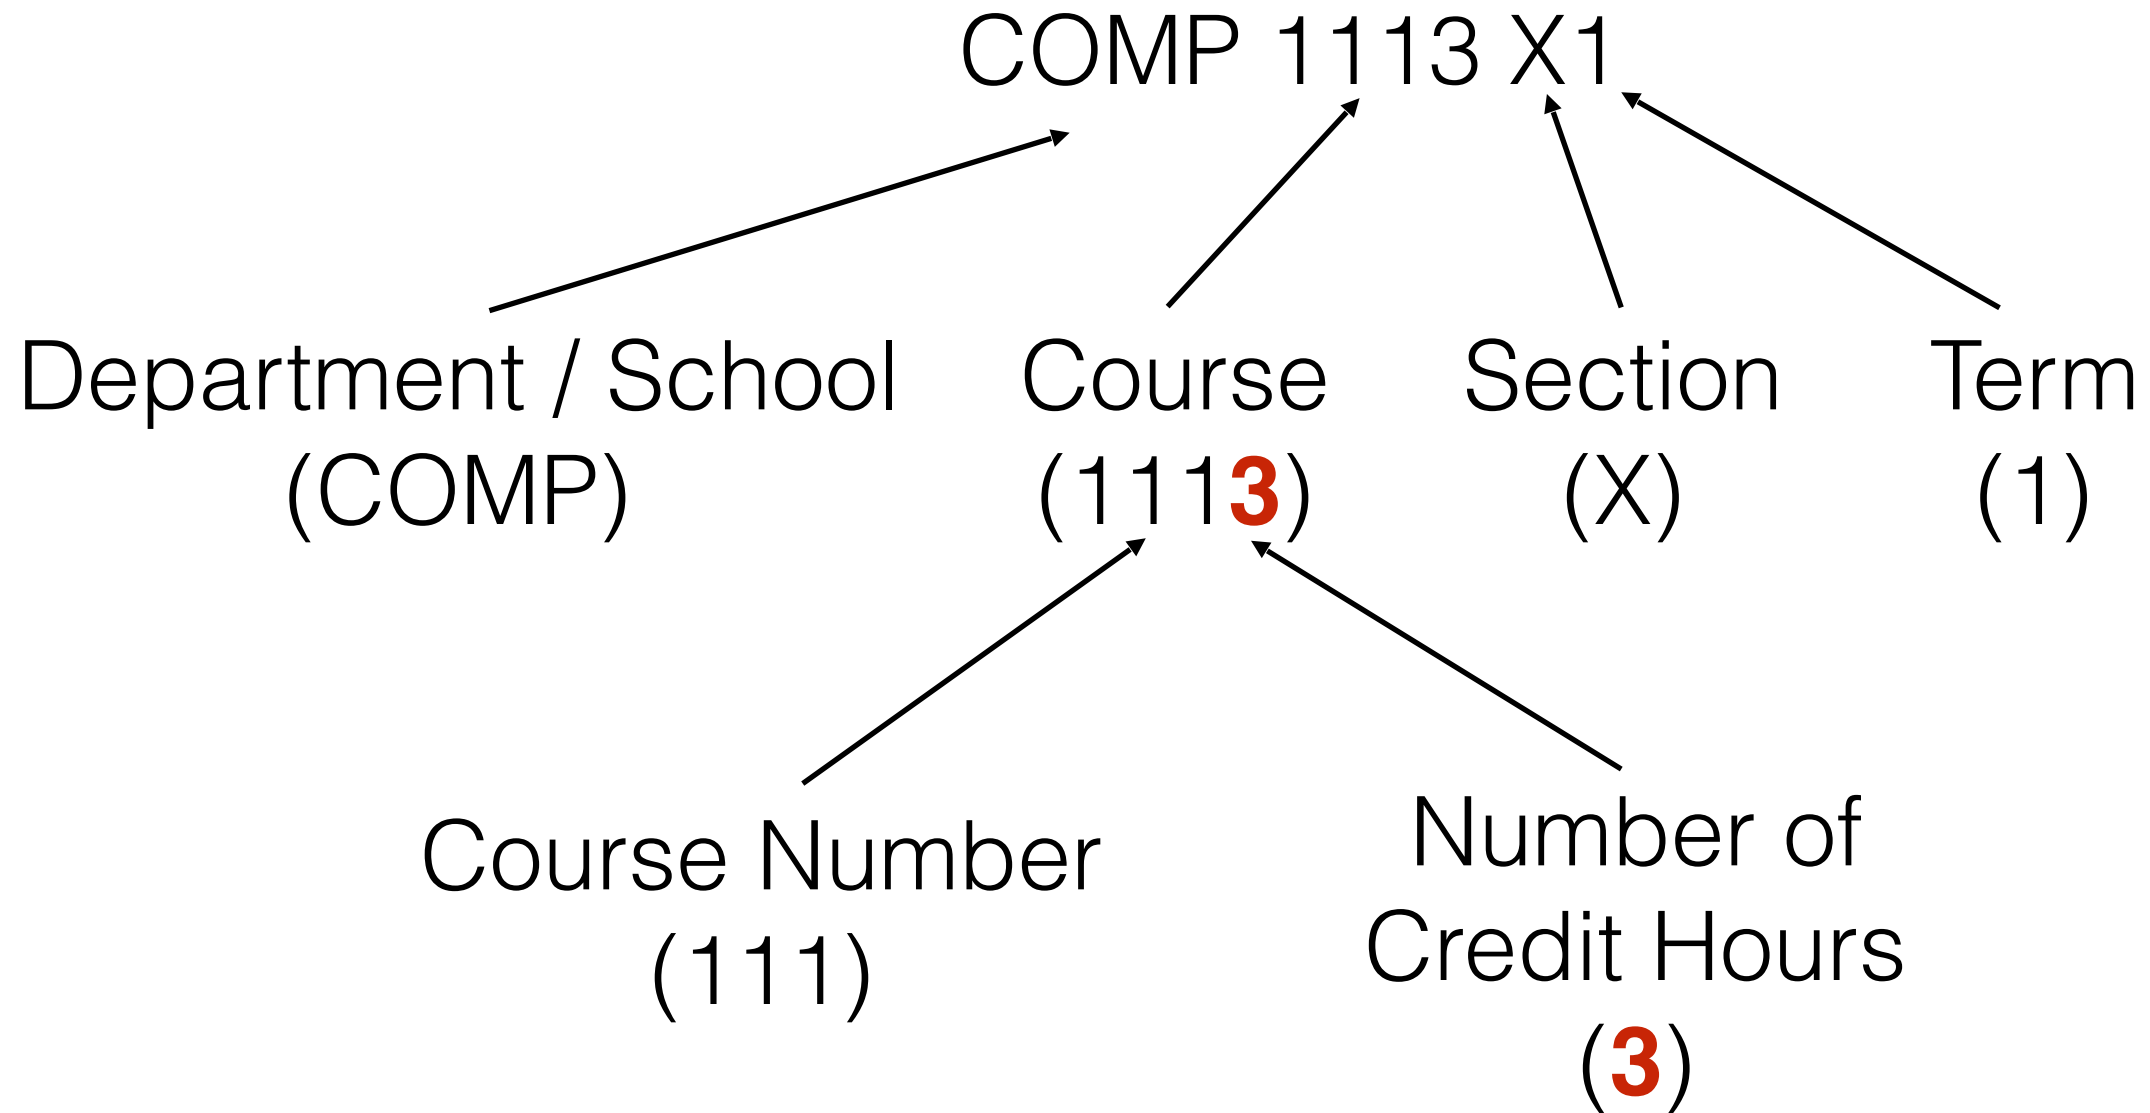 COMP 1113 X1
Department / School
(COMP)
Course
(1113)
Section
(X)
Term
(1)
Course Number
(111)
Number of
Credit Hours
(3)